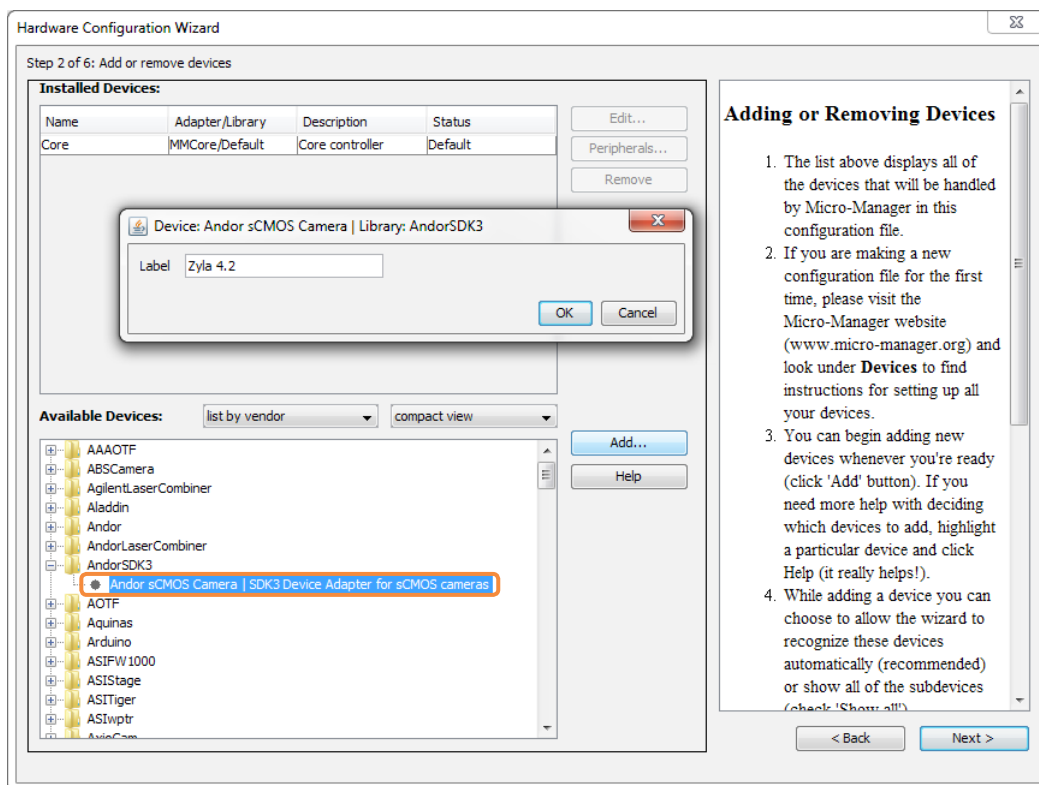 Hardware Configuration Wizard
Step 2 of 6: Add or remove devices
Installed Devices:
Name Adapter/Library Description Status
Core MMCore/Default Core controller Default
Edit...
Peripherals...
Remove
Device: Andor sCMOS Camera | Library: AndorSDK3
Label Zyla 4.2
OK Cancel
Available Devices: list by vendor compact view
AAAOTF
ABSCamera
AgilentLaserCombiner
Aladdin
Andor
AndorLaserCombiner
AndorSDK3
Andor sCMOS Camera | SDK3 Device Adapter for sCMOS cameras
AOTF
Aquinas
Arduino
ASIFW1000
ASIStage
ASITiger
ASIwptr
AxioCam
Add...
Help
Adding or Removing Devices
1. The list above displays all of
the devices that will be handled
by Micro-Manager in this
configuration file.
2. If you are making a new
configuration file for the first
time, please visit the
Micro-Manager website
(www.micro-manager.org) and
look under Devices to find
instructions for setting up all
your devices.
3. You can begin adding new
devices whenever you're ready
(click 'Add' button). If you
need more help with deciding
which devices to add, highlight
a particular device and click
Help (it really helps!).
4. While adding a device you can
choose to allow the wizard to
recognize these devices
automatically (recommended)
or show all of the subdevices
(check 'Show all')
< Back Next >